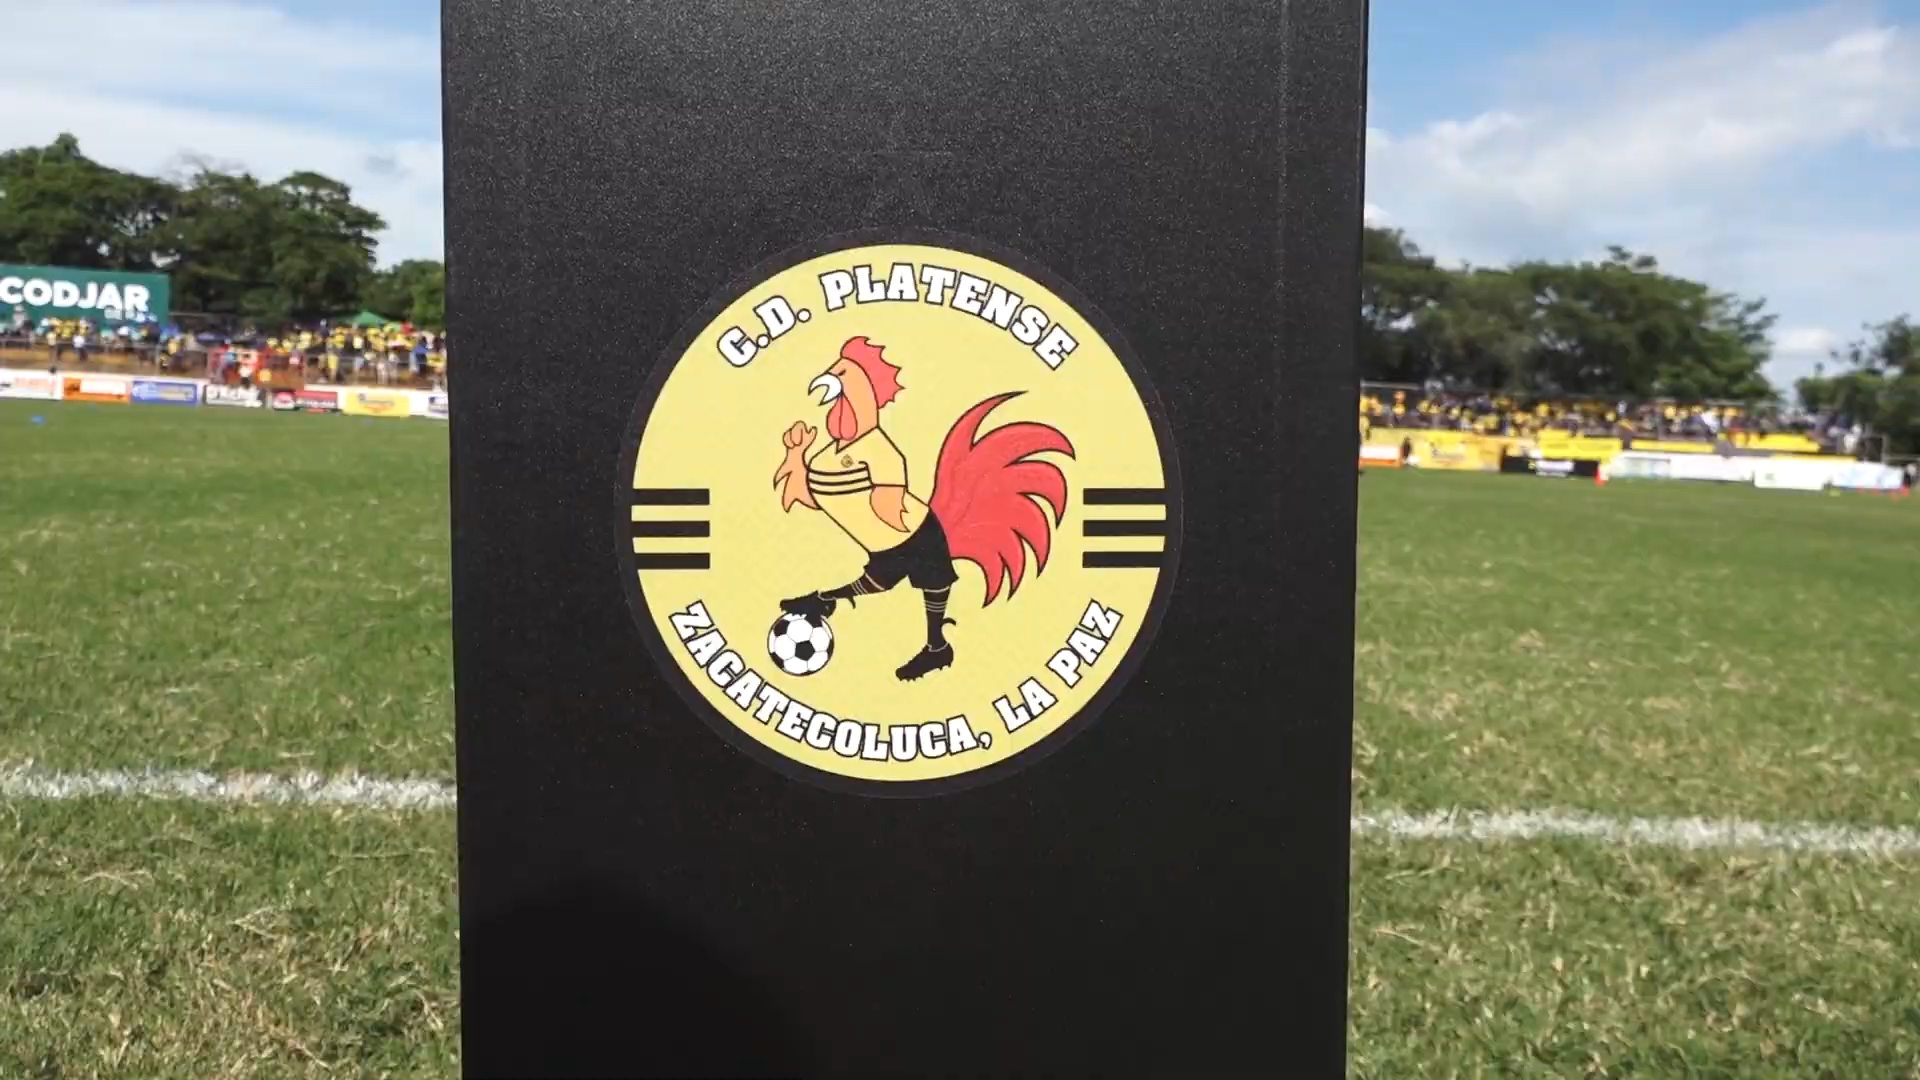 C.D. PLATENSE
ZACATECOLUCA, LA PAZ
CODJAR